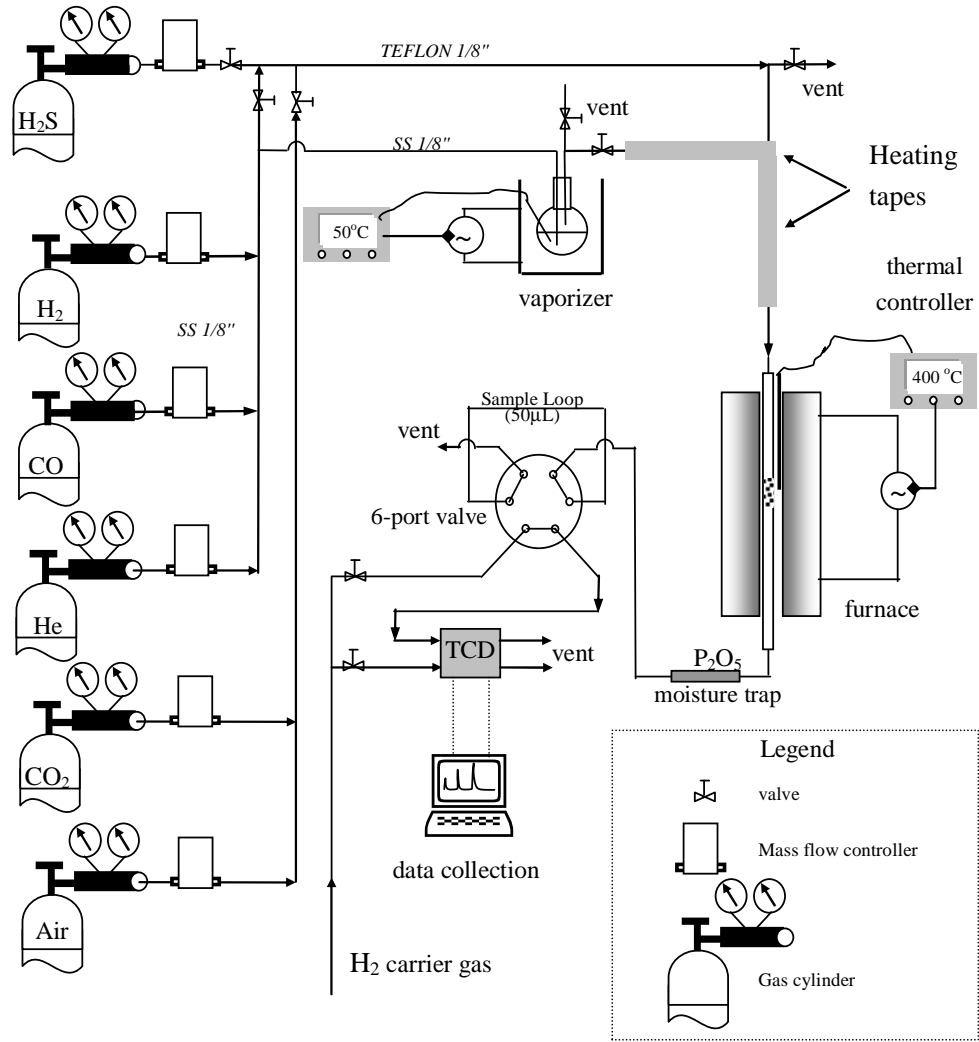 TEFLON 1/8"
vent
H2S
vent
SS 1/8"
Heating
tapes
50°C
~
vaporizer
thermal
controller
H2
SS 1/8"
400 °C
Sample Loop
(50µL)
vent
CO
~
6-port valve
furnace
He
TCD
vent
P2O5
moisture trap
Legend
CO2
valve
Mass flow controller
data collection
Air
H2 carrier gas
Gas cylinder